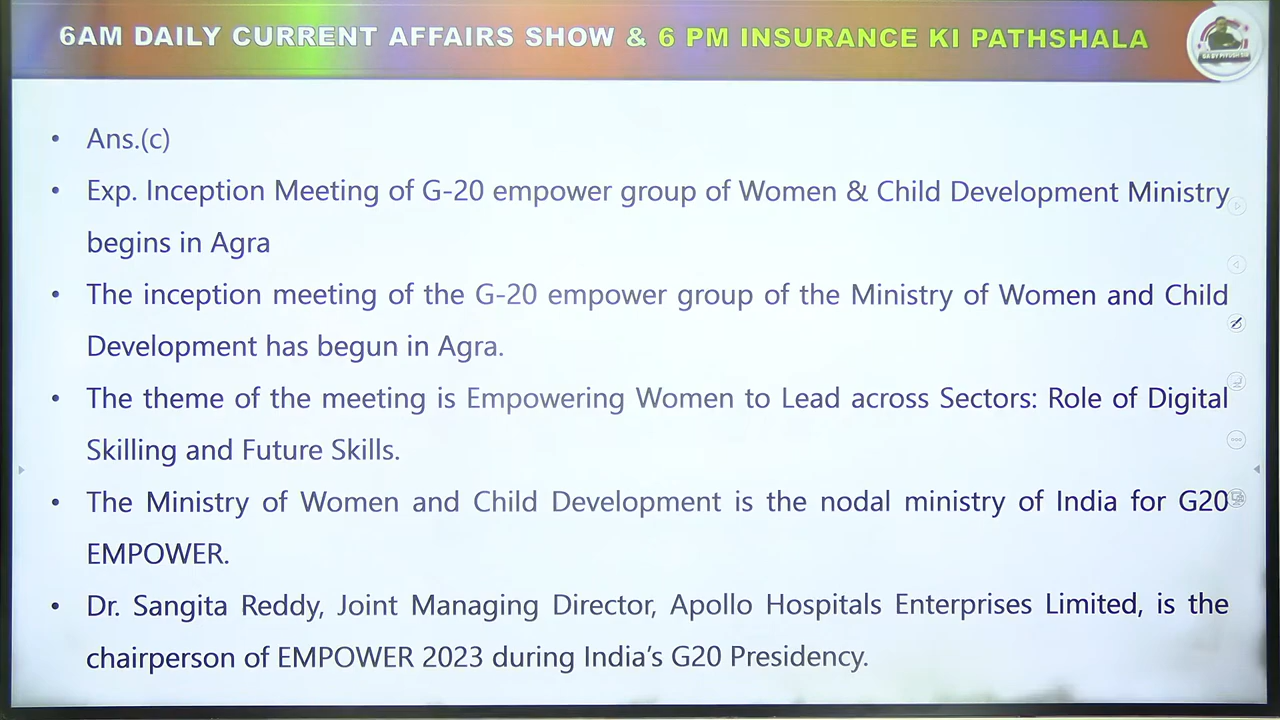 6AM DAILY CURRENT AFFAIRS SHOW & 6 PM INSURANCE KI PATHSHALA
• Ans.(c)
• Exp. Inception Meeting of G-20 empower group of Women & Child Development Ministry
begins in Agra
• The inception meeting of the G-20 empower group of the Ministry of Women and Child
Development has begun in Agra.
• The theme of the meeting is Empowering Women to Lead across Sectors: Role of Digital
Skilling and Future Skills.
• The Ministry of Women and Child Development is the nodal ministry of India for G20
EMPOWER.
• Dr. Sangita Reddy, Joint Managing Director, Apollo Hospitals Enterprises Limited, is the
chairperson of EMPOWER 2023 during India's G20 Presidency.